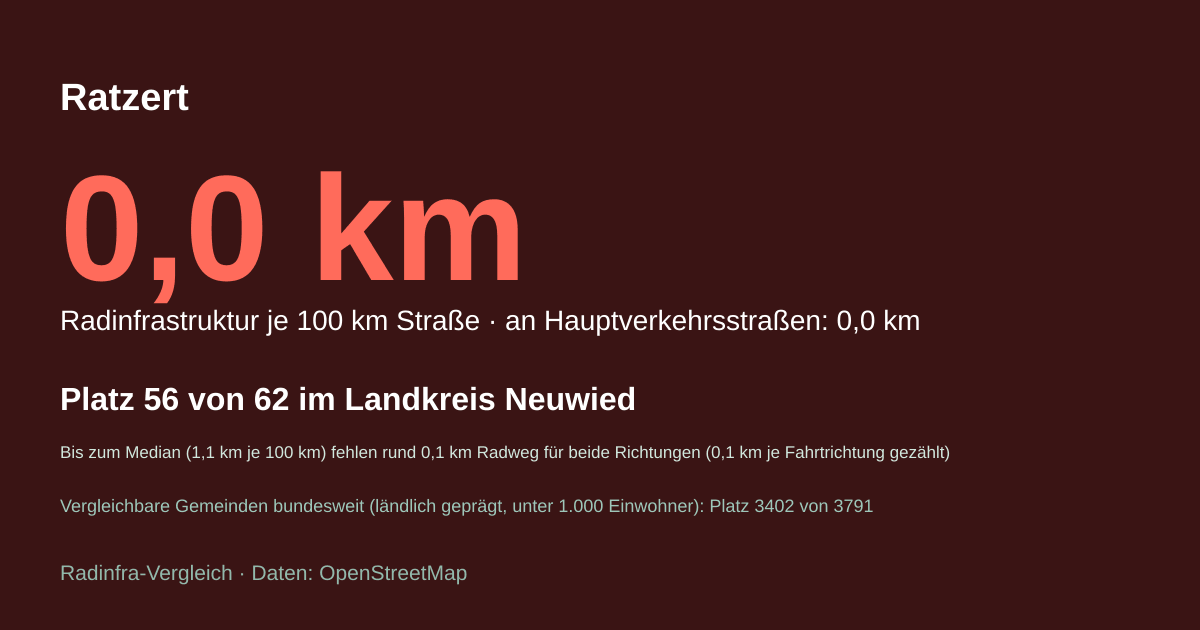 Ratzert
0,0 km
Radinfrastruktur je 100 km Straße · an Hauptverkehrsstraßen: 0,0 km
Platz 56 von 62 im Landkreis Neuwied
Bis zum Median (1,1 km je 100 km) fehlen rund 0,1 km Radweg für beide Richtungen (0,1 km je Fahrtrichtung gezählt)
Vergleichbare Gemeinden bundesweit (ländlich geprägt, unter 1.000 Einwohner): Platz 3402 von 3791
Radinfra-Vergleich · Daten: OpenStreetMap